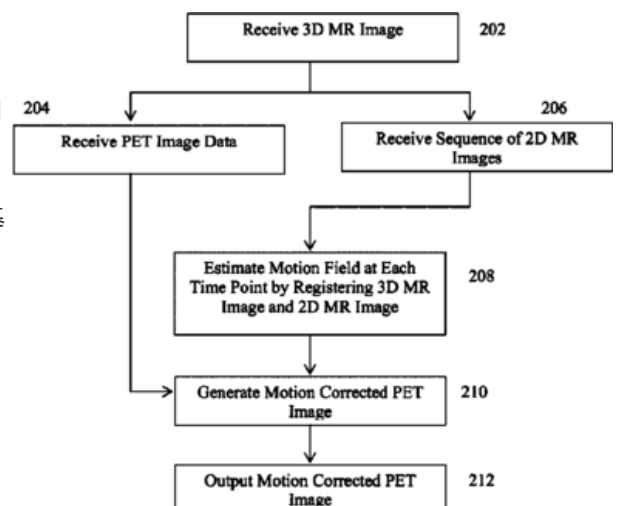 Receive 3D MR Image
202
204
206
Receive PET Image Data
Receive Sequence of 2D MR
Images
Estimate Motion Field at Each
Time Point by Registering 3D MR
Image and 2D MR Image
208
Generate Motion Corrected PET
Image
210
Output Motion Corrected PET
Image
212